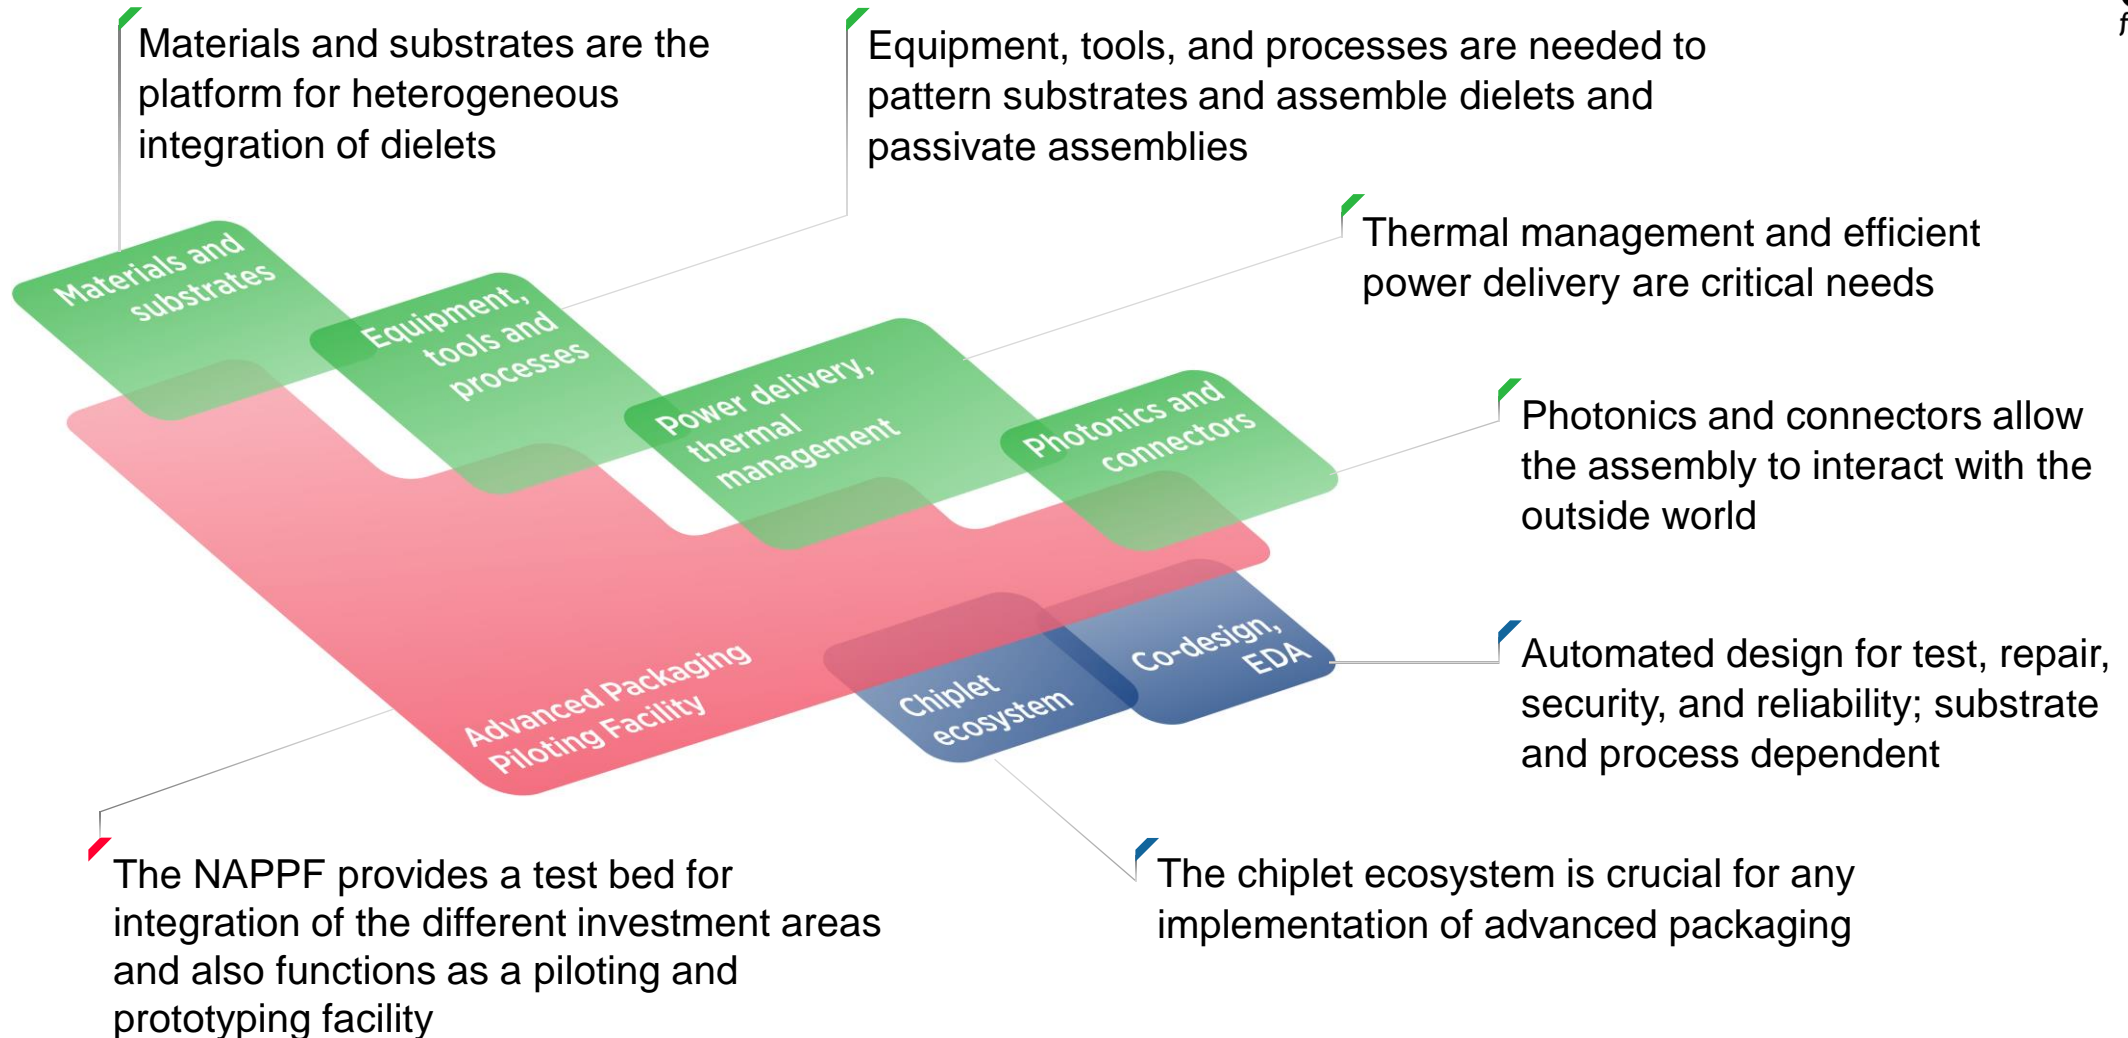 Materials and substrates are the
platform for heterogeneous
integration of dielets
Equipment, tools, and processes are needed to
pattern substrates and assemble dielets and
passivate assemblies
Thermal management and efficient
power delivery are critical needs
Photonics and connectors allow
the assembly to interact with the
outside world
Automated design for test, repair,
security, and reliability; substrate
and process dependent
The chiplet ecosystem is crucial for any
implementation of advanced packaging
The NAPPF provides a test bed for
integration of the different investment areas
and also functions as a piloting and
prototyping facility
Materials and
substrates
Equipment,
tools and
processes
Power delivery,
thermal
management
Photonics and
connectors
Advanced Packaging
Piloting Facility
Chiplet
ecosystem
Co-design,
EDA